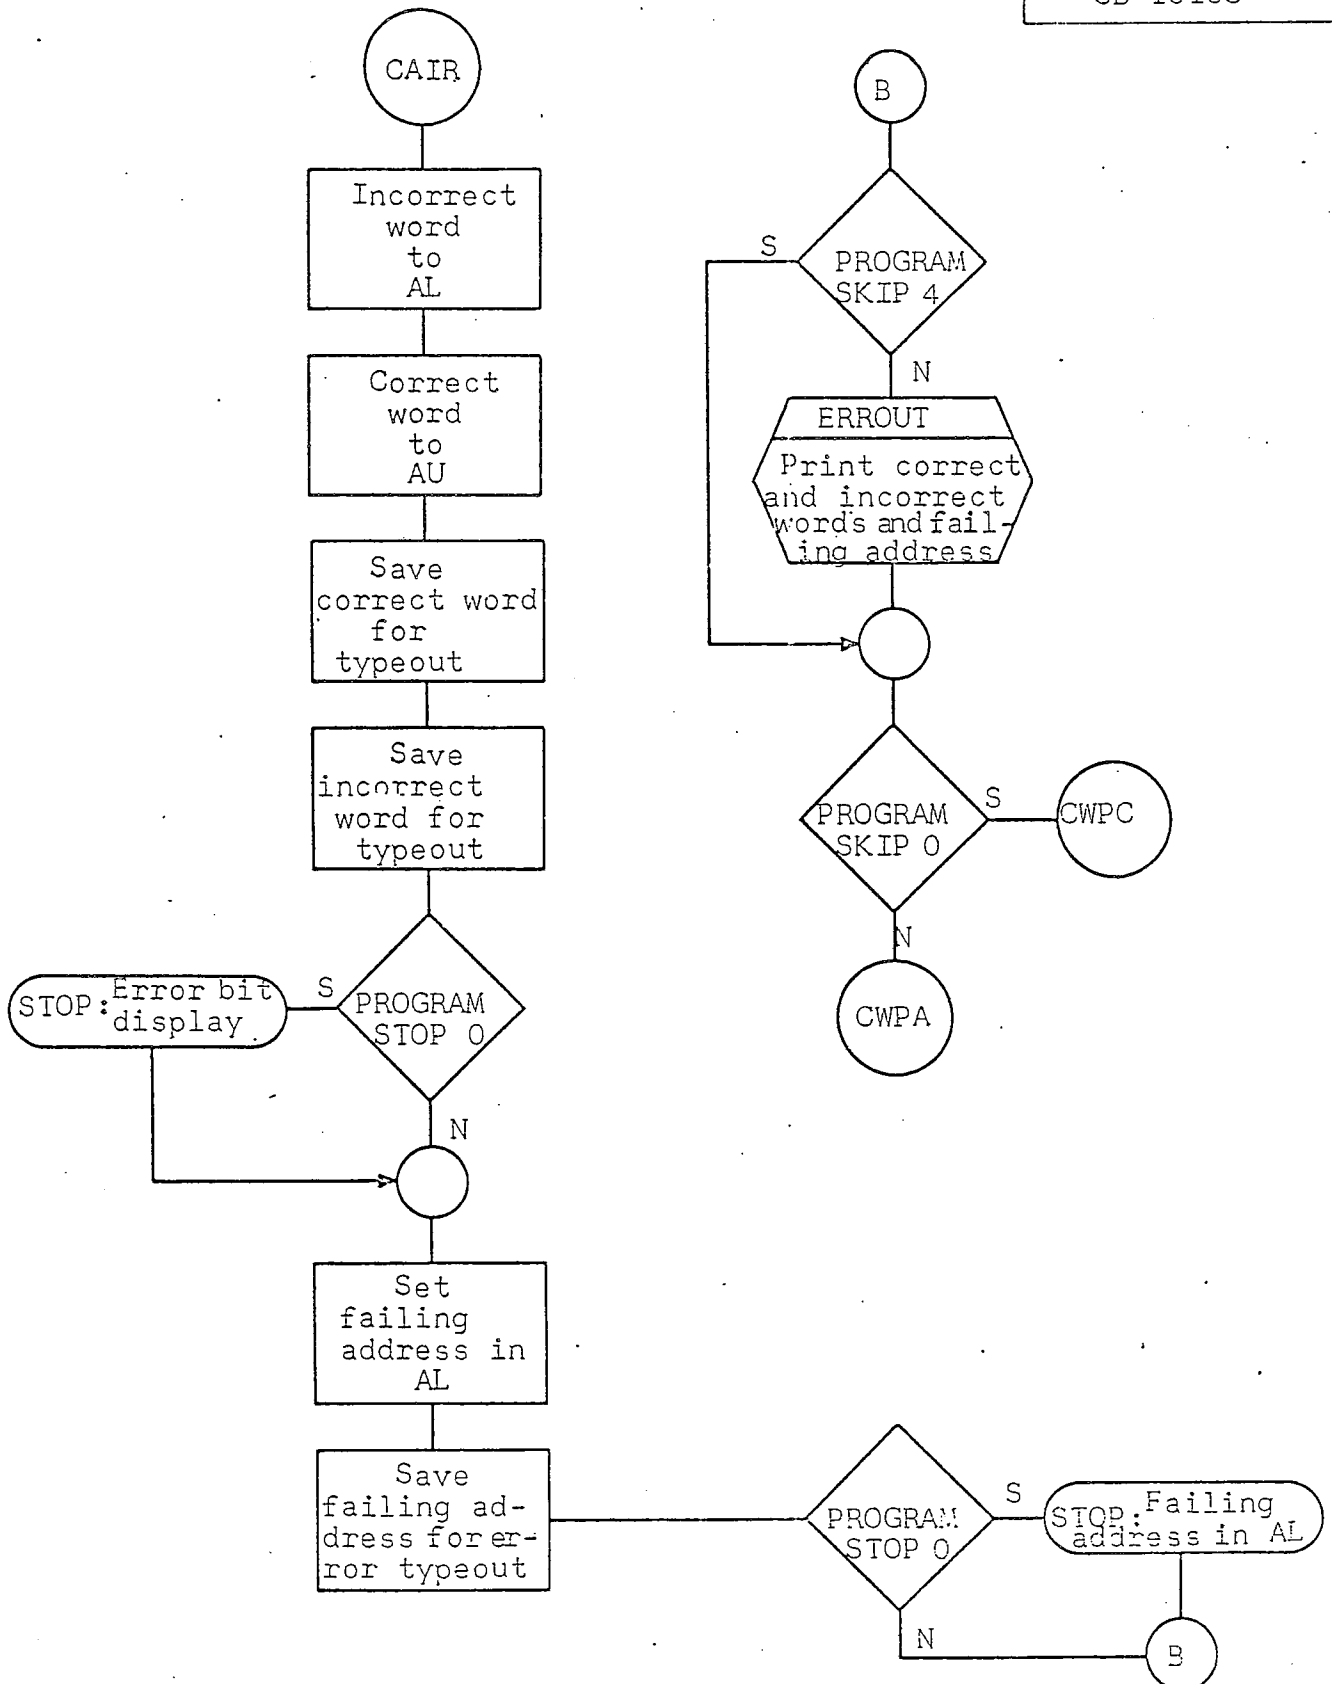 CAIR
Incorrect
word
to
AL
Correct
word
to
AU
Save
correct word
for
typeout
Save
incorrect
word for
typeout
PROGRAM
STOP 0
S
STOP: Error bit
display
N
Set
failing
address in
AL
Save
failing ad-
dress for er-
ror typeout
PROGRAM
STOP 0
S
STOP: Failing
address in AL
N
B
B
PROGRAM
SKIP 4
S
N
ERROUT
Print correct
and incorrect
words and fail-
ing address
PROGRAM
SKIP 0
S
CWPC
N
CWPA